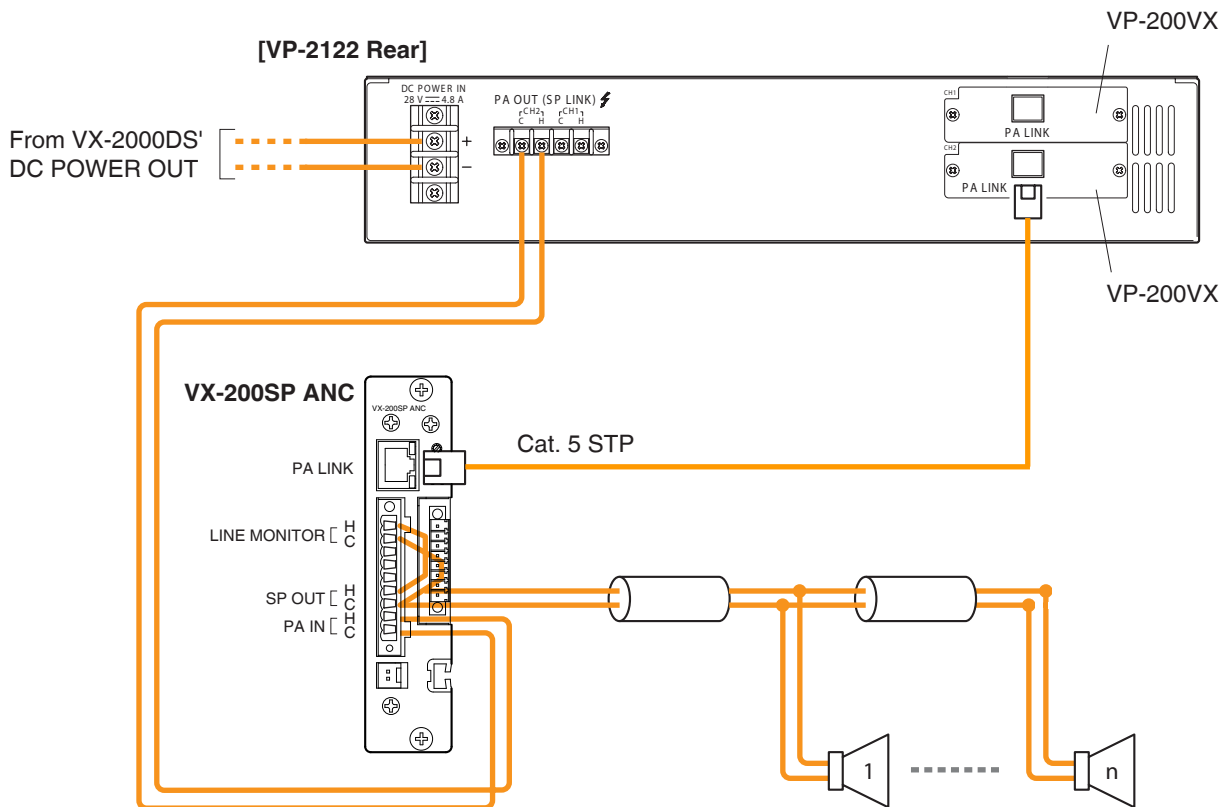 VP-200VX
[VP-2122 Rear]
DC POWER IN
28 V 4.8 A
PA OUT (SP LINK)
CH2 CH1
C H C H
CH1
PA LINK
From VX-2000DS'
DC POWER OUT
+
−
CH2
PA LINK
VP-200VX
VX-200SP ANC
VX-200SP ANC
Cat. 5 STP
PA LINK
LINE MONITOR H
C
SP OUT H
C
PA IN H
C
1
n